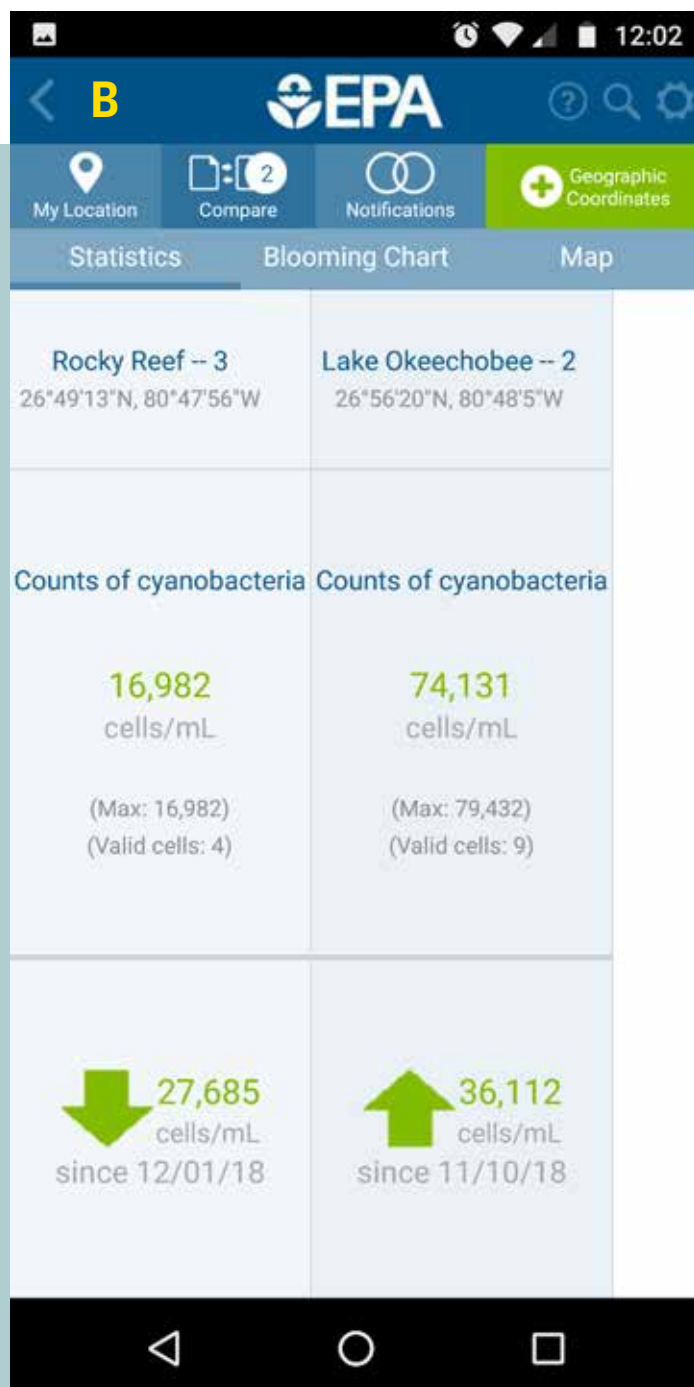 12:02
B
EPA
?
My Location
2
Compare
Notifications
Geographic
Coordinates
Statistics
Blooming Chart
Map
Rocky Reef -- 3
26°49'13"N, 80°47'56"W
Lake Okeechobee -- 2
26°56'20"N, 80°48'5"W
Counts of cyanobacteria
Counts of cyanobacteria
16,982
cells/mL
(Max: 16,982)
(Valid cells: 4)
74,131
cells/mL
(Max: 79,432)
(Valid cells: 9)
27,685
cells/mL
since 12/01/18
36,112
cells/mL
since 11/10/18